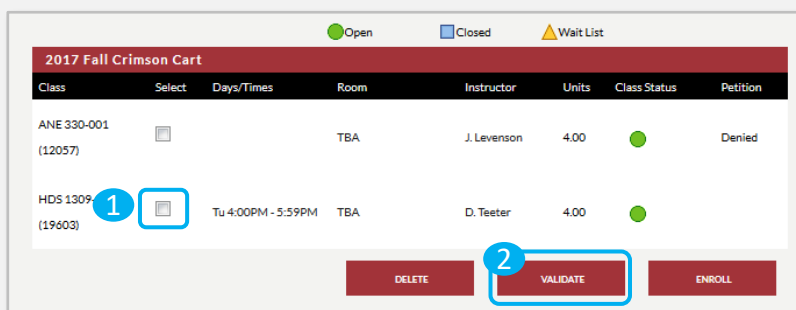 Open Closed Wait List
2017 Fall Crimson Cart
Class Select Days/Times Room Instructor Units Class Status Petition
ANE 330-001
(12057)
TBA J. Levenson 4.00 Denied
HDS 1309-
(19603)
1
Tu 4:00PM - 5:59PM TBA D. Teeter 4.00
2
DELETE VALIDATE ENROLL